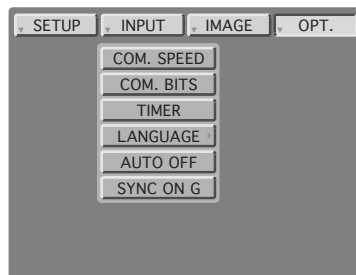 SETUP INPUT IMAGE OPT.
COM. SPEED
COM. BITS
TIMER
LANGUAGE
AUTO OFF
SYNC ON G